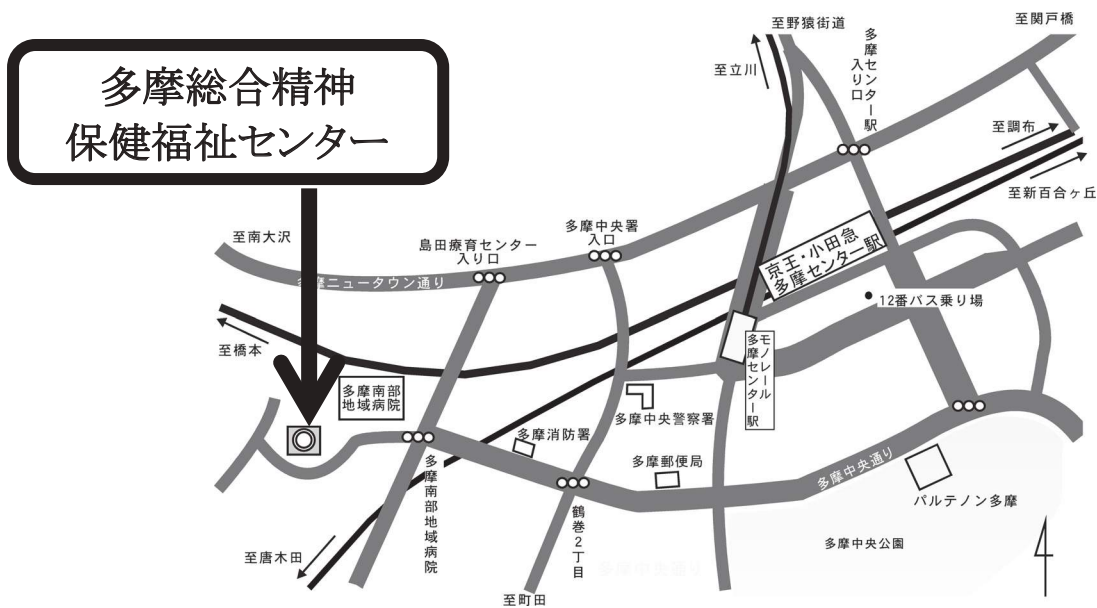 至野猿街道
至関戸橋
多摩総合精神
保健福祉センター
至立川
多摩センター駅
入り口
至調布
至新百合ヶ丘
至南大沢
島田療育センター
入り口
多摩中央署
入口
京王・小田急
多摩センター駅
多摩ニュータウン通り
12番バス乗り場
至橋本
モノレール
多摩センター駅
多摩南部
地域病院
多摩中央警察署
多摩消防署
多摩郵便局
多摩中央通り
パルテノン多摩
多摩南部地域病院
鶴巻2丁目
多摩中央公園
至唐木田
至町田